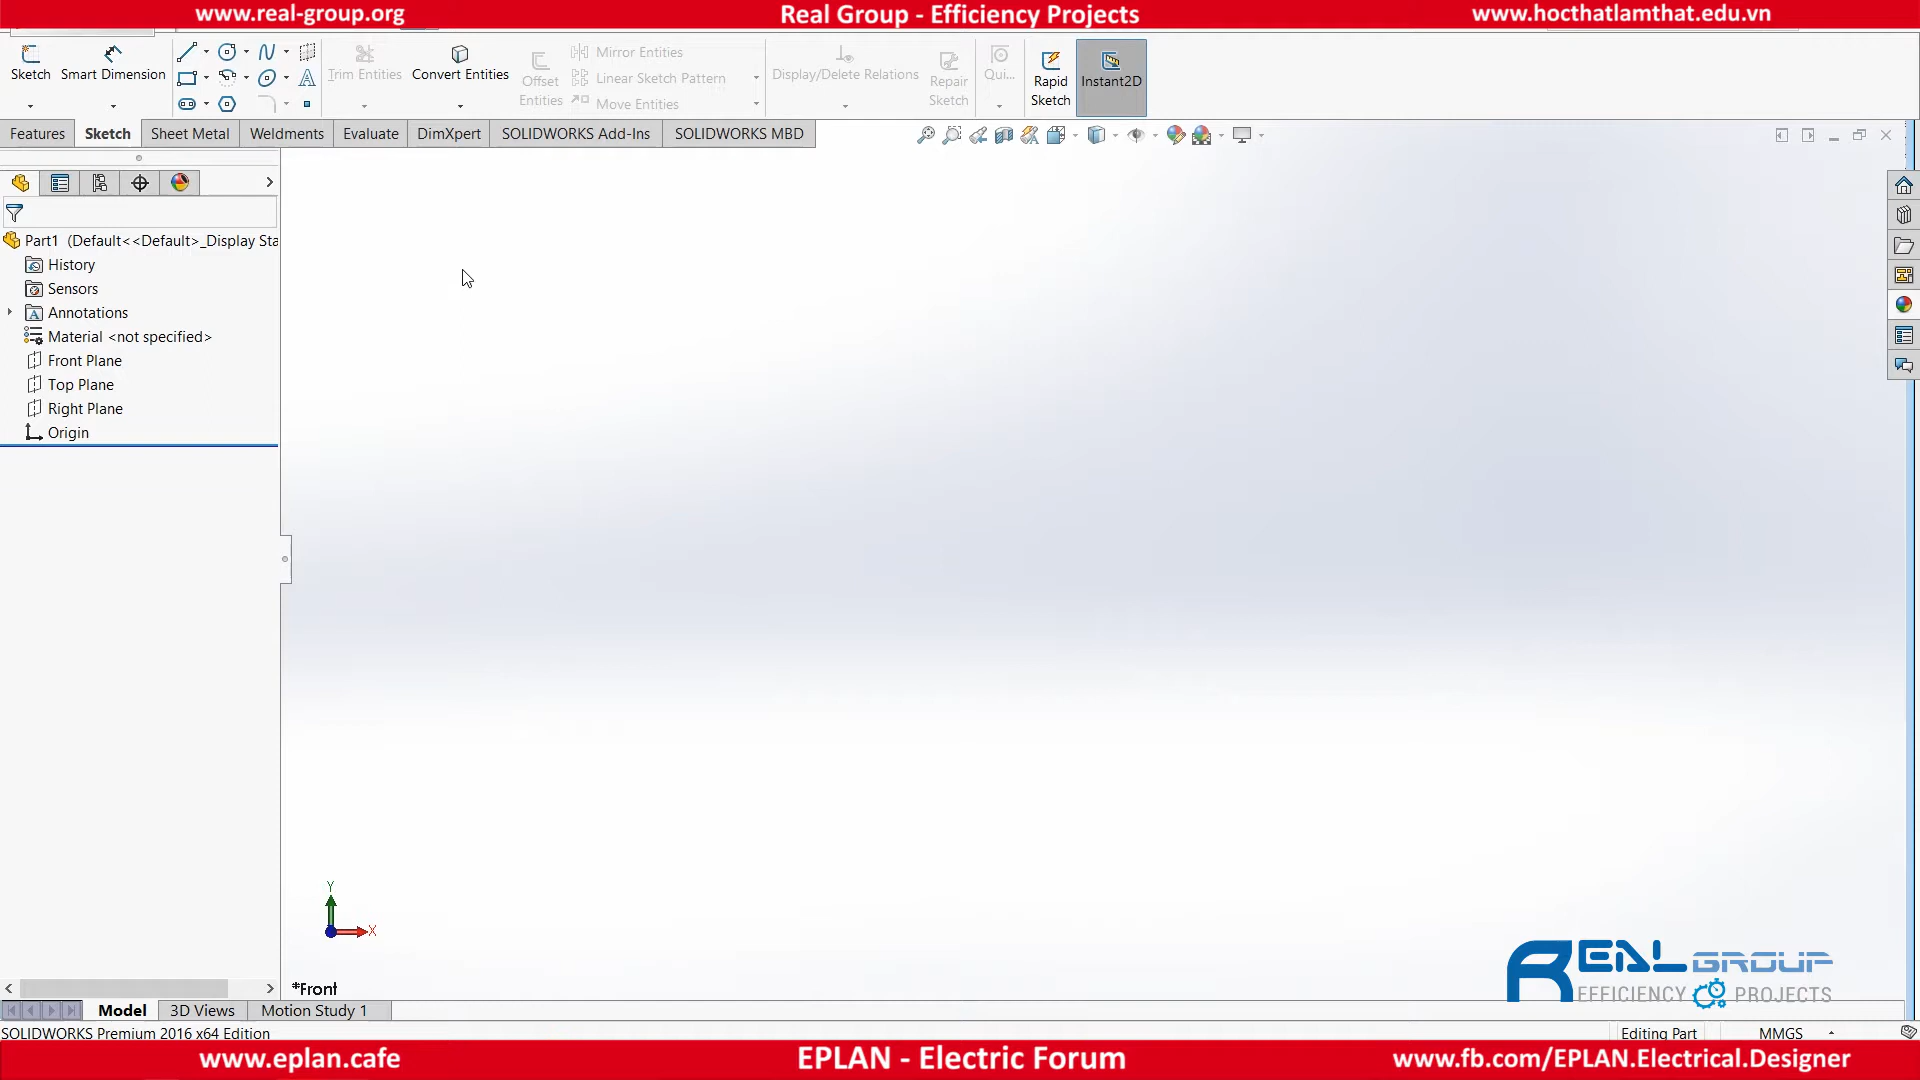 www.real-group.org
Real Group - Efficiency Projects
www.hocthatlamthat.edu.vn
Sketch
Smart Dimension
Trim Entities
Convert Entities
Offset Entities
Mirror Entities
Linear Sketch Pattern
Move Entities
Display/Delete Relations
Repair Sketch
Qui...
Rapid Sketch
Instant2D
Features
Sketch
Sheet Metal
Weldments
Evaluate
DimXpert
SOLIDWORKS Add-Ins
SOLIDWORKS MBD
Part1 (Default<<Default>_Display Sta
History
Sensors
Annotations
Material <not specified>
Front Plane
Top Plane
Right Plane
Origin
Y
X
*Front
REAL GROUP
EFFICIENCY PROJECTS
Model
3D Views
Motion Study 1
SOLIDWORKS Premium 2016 x64 Edition
Editing Part
MMGS
www.eplan.cafe
EPLAN - Electric Forum
www.fb.com/EPLAN.Electrical.Designer